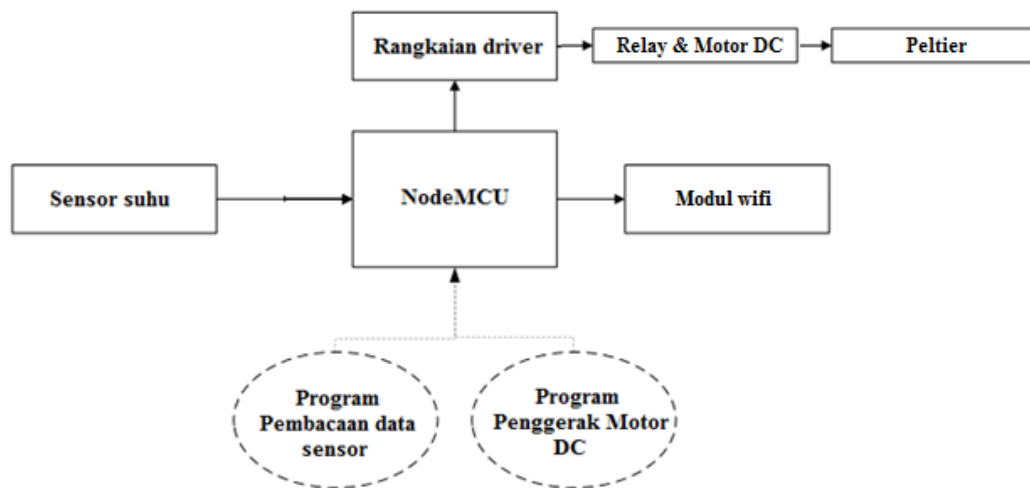 Rangkaian driver
Relay & Motor DC
Peltier
Sensor suhu
NodeMCU
Modul wifi
Program
Pembacaan data
sensor
Program
Penggerak Motor
DC